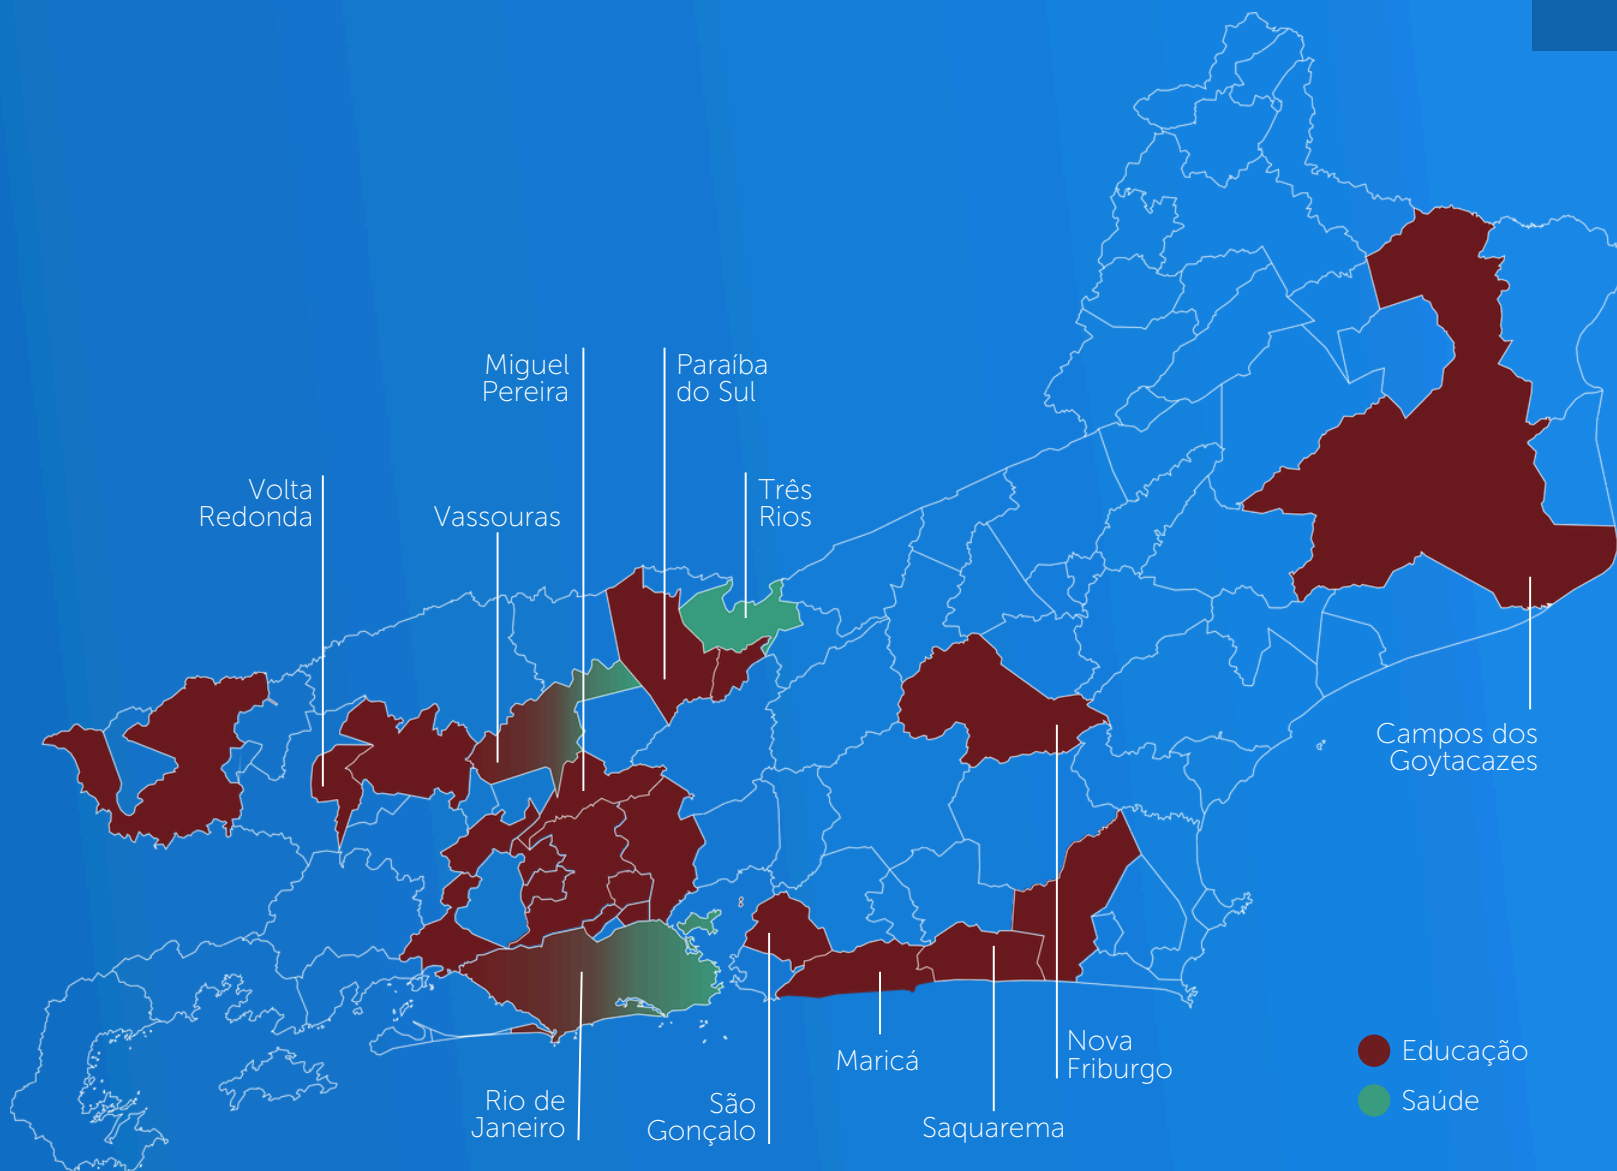 Miguel
Pereira
Paraíba
do Sul
Volta
Redonda
Vassouras
Três
Rios
Campos dos
Goytacazes
Rio de
Janeiro
São
Gonçalo
Maricá
Saquarema
Nova
Friburgo
Educação
Saúde